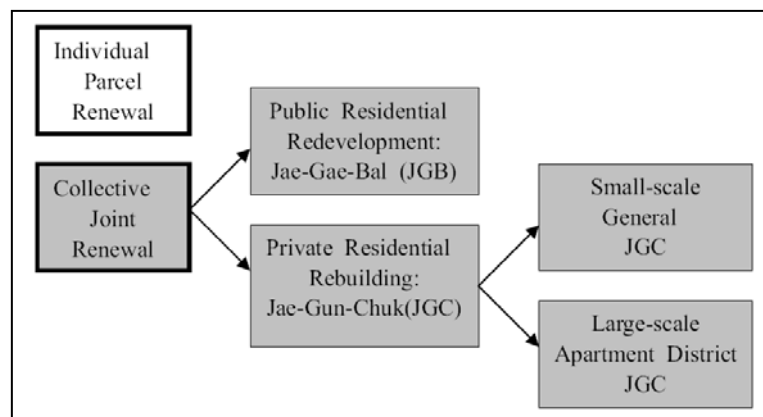 Individual
Parcel
Renewal
Collective
Joint
Renewal
Public Residential
Redevelopment:
Jae-Gae-Bal (JGB)
Private Residential
Rebuilding:
Jae-Gun-Chuk(JGC)
Small-scale
General
JGC
Large-scale
Apartment District
JGC